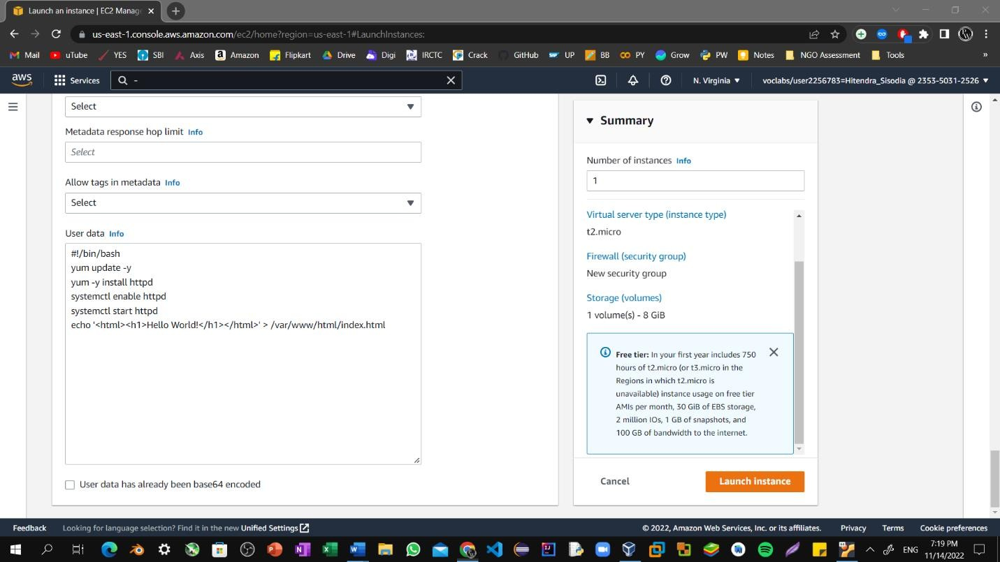 Launch an instance | EC2 Manag
us-east-1.console.aws.amazon.com/ec2/home?region=us-east-1#LaunchInstances:
Mail uTube YES SBI Axis Amazon Flipkart Drive Digi IRCTC Crack GitHub UP BB PY Grow PW Notes NGO Assessment Tools »
aws Services - N. Virginia voclabs/user2256783=Hitendra_Sisodia @ 2353-5031-2526
Select
Metadata response hop limit Info
Select
Allow tags in metadata Info
Select
User data Info
#!/bin/bash
yum update -y
yum -y install httpd
systemctl enable httpd
systemctl start httpd
echo '<html><h1>Hello World!</h1></html>' > /var/www/html/index.html
User data has already been base64 encoded
Summary
Number of instances Info
1
Virtual server type (instance type)
t2.micro
Firewall (security group)
New security group
Storage (volumes)
1 volume(s) - 8 GiB
Free tier: In your first year includes 750
hours of t2.micro (or t3.micro in the
Regions in which t2.micro is
unavailable) instance usage on free tier
AMIs per month, 30 GiB of EBS storage,
2 million IOs, 1 GB of snapshots, and
100 GB of bandwidth to the internet.
Cancel Launch instance
Feedback Looking for language selection? Find it in the new Unified Settings © 2022, Amazon Web Services, Inc. or its affiliates. Privacy Terms Cookie preferences
ENG
7:19 PM
11/14/2022